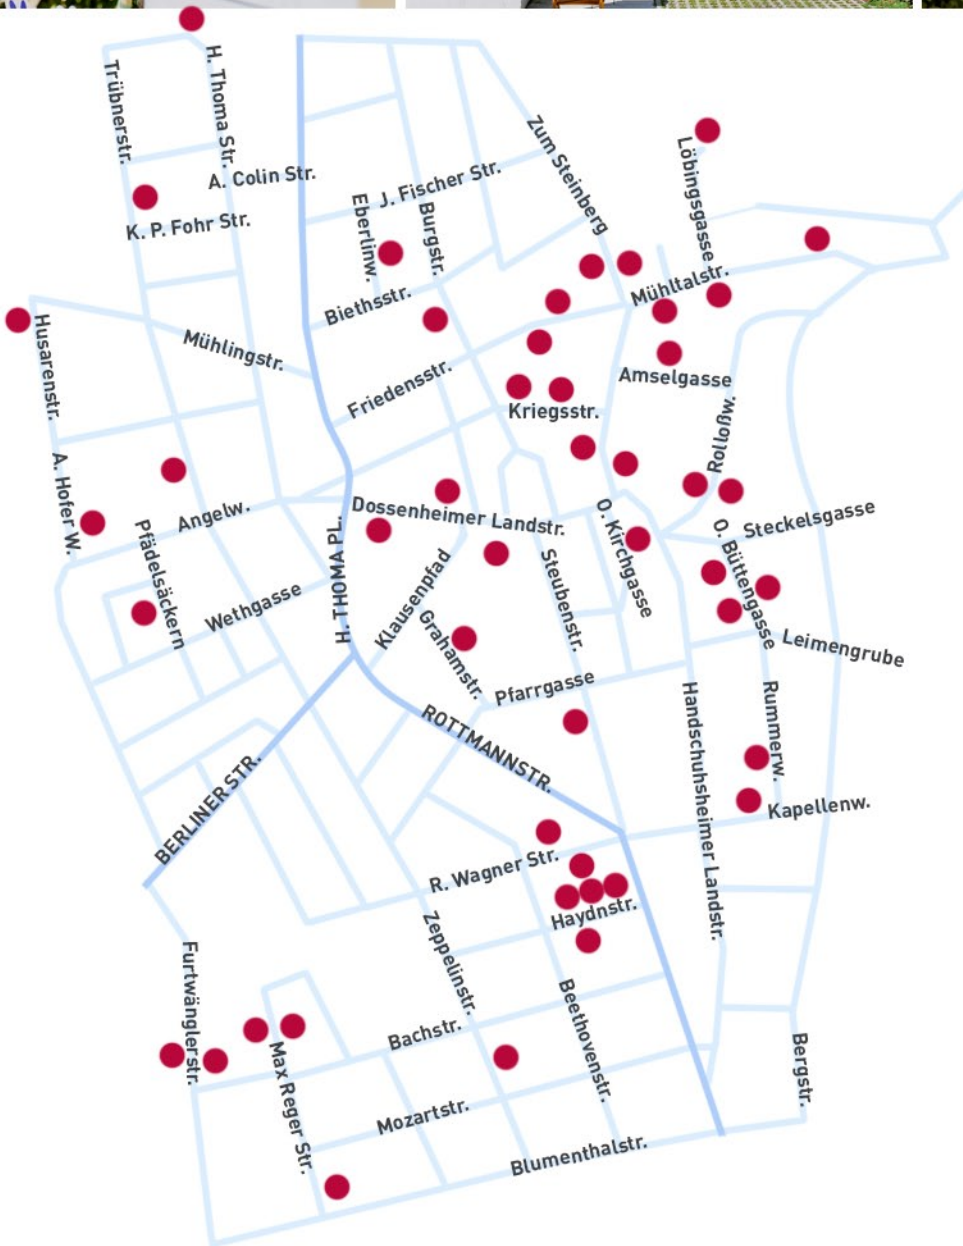 H. Thoma Str.
Trübnerstr.
A. Colin Str.
K. P. Fohr Str.
Zum Steinberg
Löbingsgasse
J. Fischer Str.
Eberlinw.
Burgstr.
Biethsstr.
Mühltalstr.
Husarenstr.
Mühlingstr.
Friedensstr.
Amselgasse
Kriegsstr.
Rolloßw.
A. Hofer W.
Angelw.
Dossenheimer Landstr.
O. Kirchgasse
Steckelsgasse
O. Büttengasse
Pfädelsäckern
H. THOMA PL.
Klausenpfad
Steubenstr.
Wethgasse
Grahamstr.
Leimengrube
Pfarrgasse
Handschuhsheimer Landstr.
Rummerw.
ROTTMANNSTR.
BERLINER STR.
Kapellenw.
R. Wagner Str.
Haydnstr.
Zeppelinstr.
Furtwänglerstr.
Beethovenstr.
Bachstr.
Max Reger Str.
Bergstr.
Mozartstr.
Blumenthalstr.